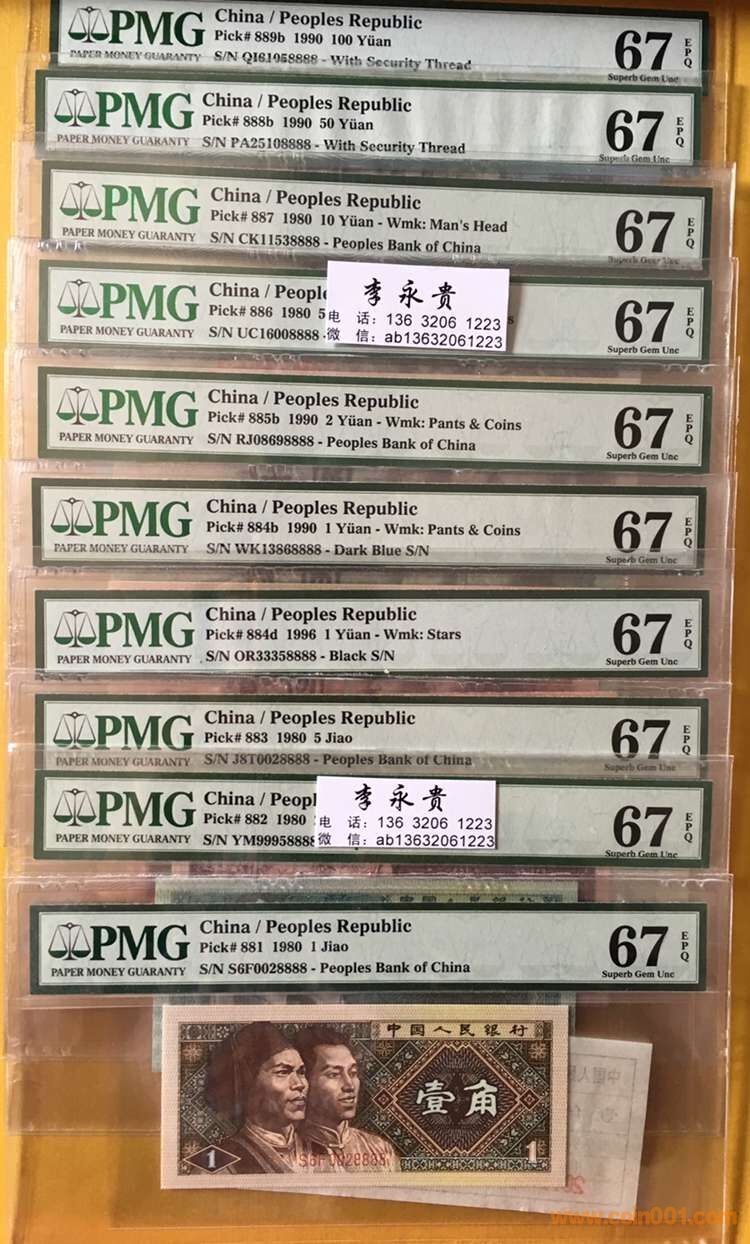 PMG
PAPER MONEY GUARANTY
China / Peoples Republic
Pick# 889b 1990 100 Yüan
S/N QI61058888 - With Security Thread
67
EPQ
Superb Gem Unc
PMG
PAPER MONEY GUARANTY
China / Peoples Republic
Pick# 888b 1990 50 Yüan
S/N PA25108888 - With Security Thread
67
EPQ
Superb Gem Unc
PMG
PAPER MONEY GUARANTY
China / Peoples Republic
Pick# 887 1980 10 Yüan - Wmk: Man's Head
S/N CK11538888 - Peoples Bank of China
67
EPQ
Superb Gem Unc
PMG
PAPER MONEY GUARANTY
China / Peopl
Pick# 886 1980 5
S/N UC16008888 -
67
EPQ
Superb Gem Unc
李永贵
电 话：136 3206 1223
微 信：ab13632061223
PMG
PAPER MONEY GUARANTY
China / Peoples Republic
Pick# 885b 1990 2 Yüan - Wmk: Pants & Coins
S/N RJ08698888 - Peoples Bank of China
67
EPQ
Superb Gem Unc
PMG
PAPER MONEY GUARANTY
China / Peoples Republic
Pick# 884b 1990 1 Yüan - Wmk: Pants & Coins
S/N WK13868888 - Dark Blue S/N
67
EPQ
Superb Gem Unc
PMG
PAPER MONEY GUARANTY
China / Peoples Republic
Pick# 884d 1996 1 Yüan - Wmk: Stars
S/N OR33358888 - Black S/N
67
EPQ
Superb Gem Unc
PMG
PAPER MONEY GUARANTY
China / Peoples Republic
Pick# 883 1980 5 Jiao
S/N J8T0028888 - Peoples Bank of China
67
EPQ
Superb Gem Unc
PMG
PAPER MONEY GUARANTY
China / Peopl
Pick# 882 1980
S/N YM99958888
67
EPQ
Superb Gem Unc
李永贵
电 话：136 3206 1223
微 信：ab13632061223
PMG
PAPER MONEY GUARANTY
China / Peoples Republic
Pick# 881 1980 1 Jiao
S/N S6F0028888 - Peoples Bank of China
67
EPQ
Superb Gem Unc
中国人民银行
壹角
1
S6F0028888
1
www.coin001.com